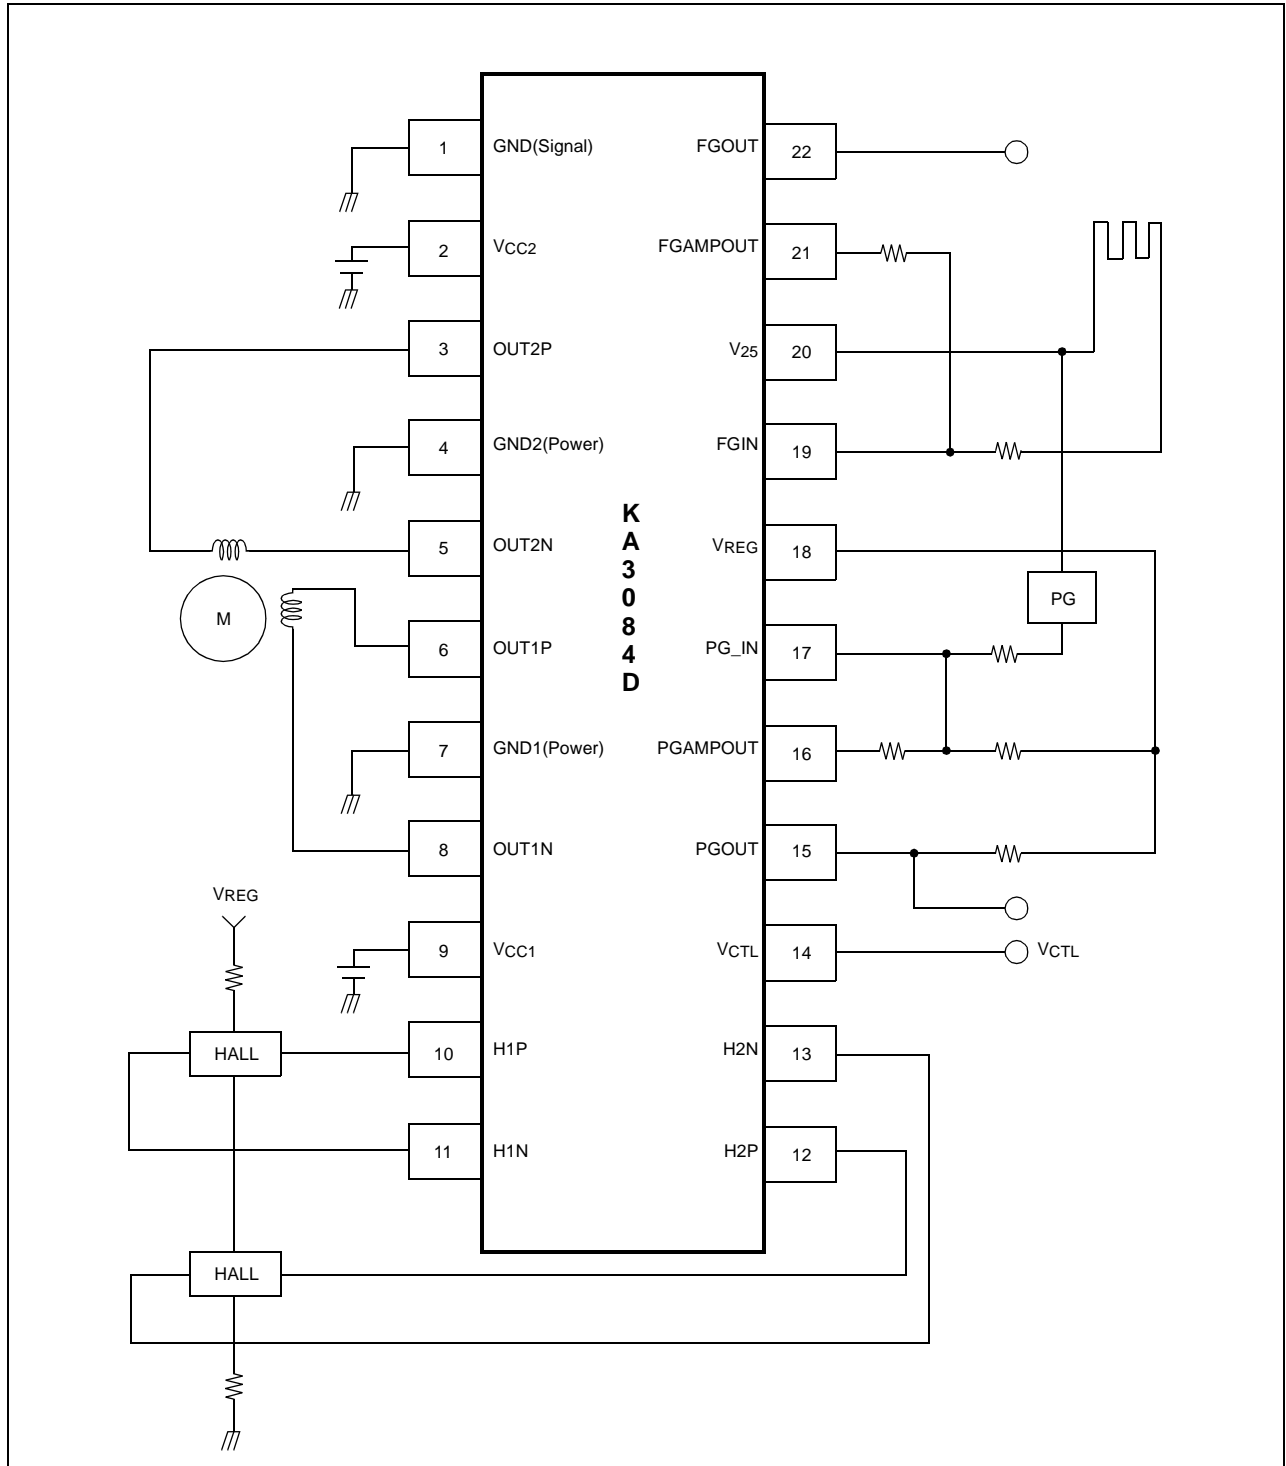 1 GND(Signal) FGOUT 22
2 VCC2 FGAMPOUT 21
3 OUT2P V25 20
4 GND2(Power) FGIN 19
K
A
3
0
8
4
D
5 OUT2N VREG 18
PG
M
6 OUT1P PG_IN 17
7 GND1(Power) PGAMPOUT 16
8 OUT1N PGOUT 15
VREG
9 VCC1 VCTL 14 VCTL
HALL 10 H1P H2N 13
11 H1N H2P 12
HALL